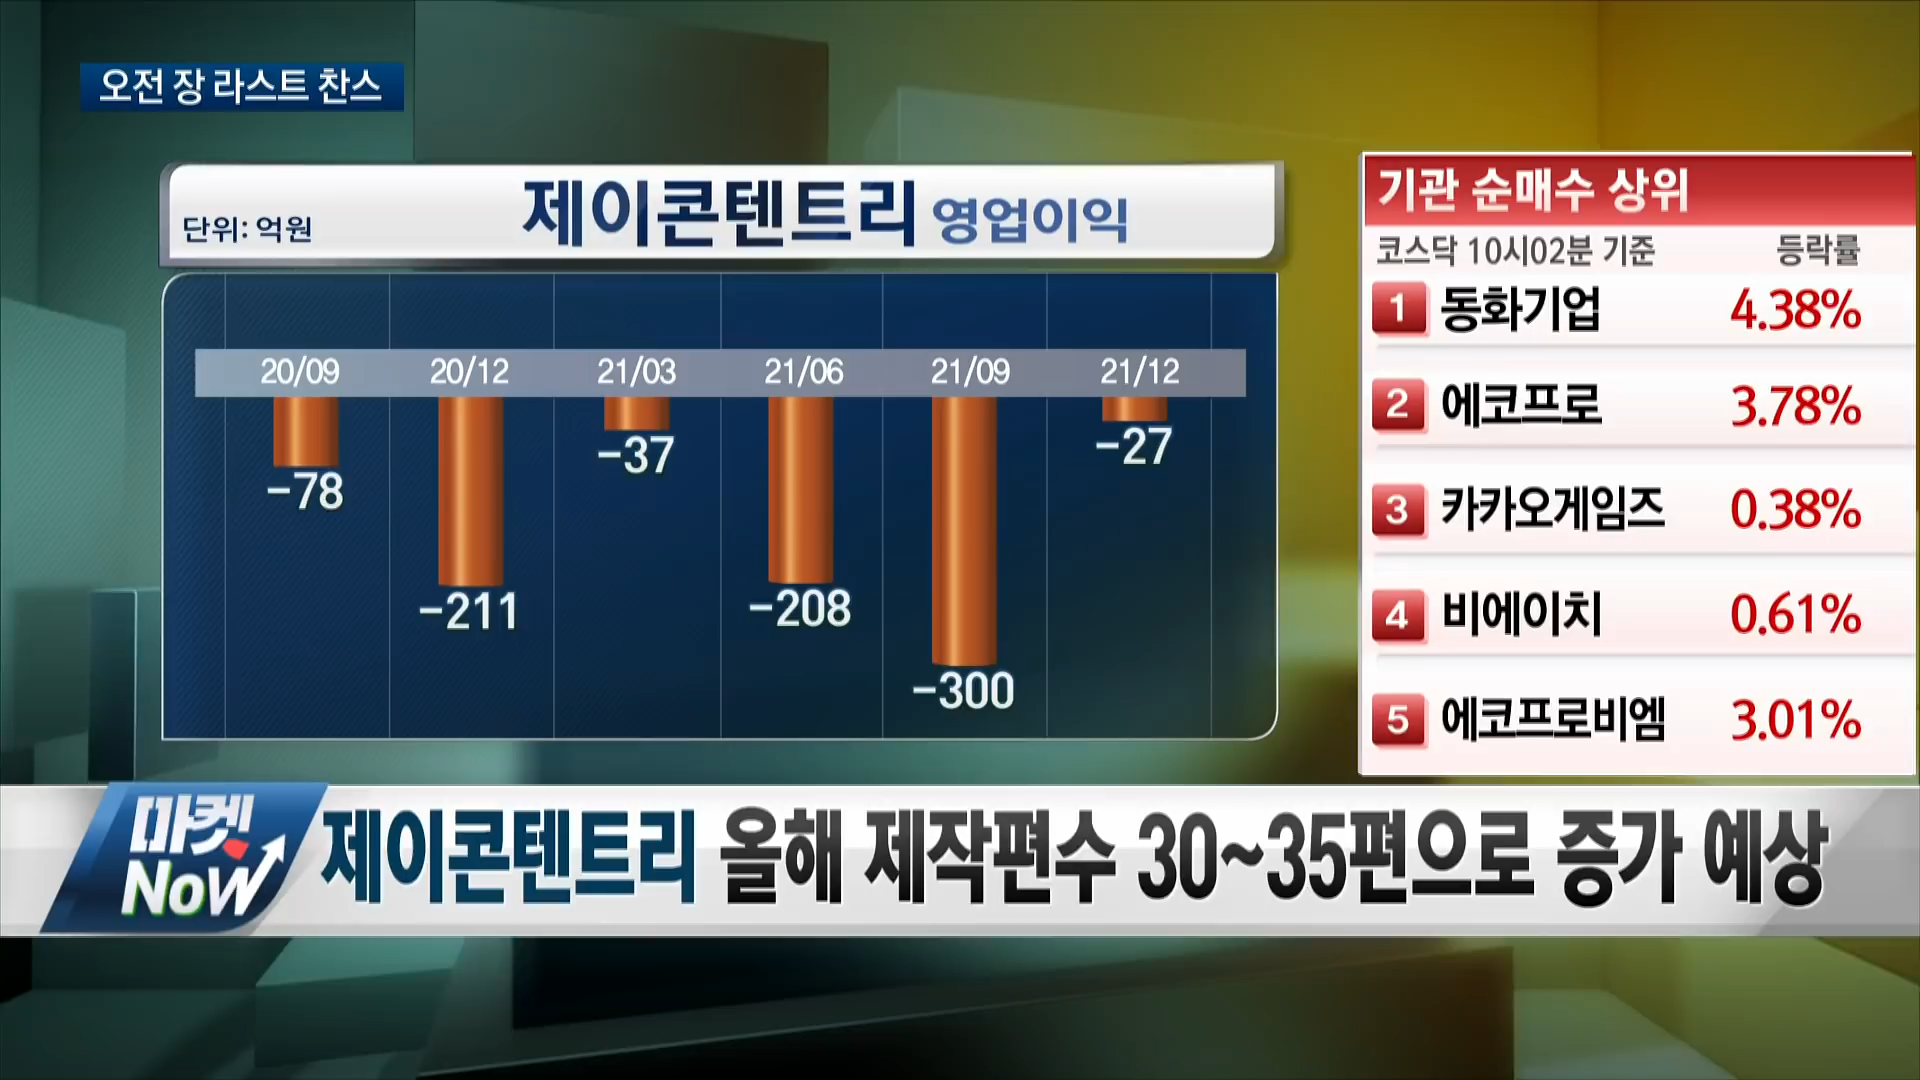 오전 장 라스트 찬스
단위: 억원
제이콘텐트리 영업이익
20/09 20/12 21/03 21/06 21/09 21/12
-78
-211
-37
-208
-300
-27
기관 순매수 상위
코스닥 10시02분 기준 등락률
1 동화기업 4.38%
2 에코프로 3.78%
3 카카오게임즈 0.38%
4 비에이치 0.61%
5 에코프로비엠 3.01%
마켓
NOW
제이콘텐트리 올해 제작편수 30~35편으로 증가 예상